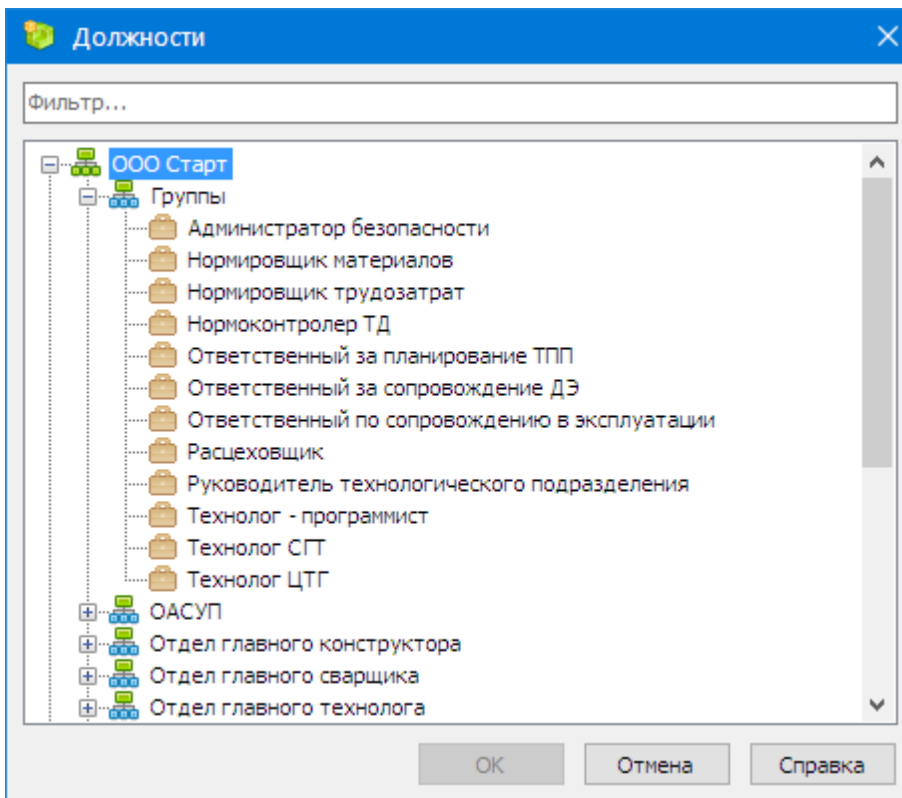 Должности
Фильтр...
ООО Старт
Группы
Администратор безопасности
Нормировщик материалов
Нормировщик трудозатрат
Нормоконтролер ТД
Ответственный за планирование ТПП
Ответственный за сопровождение ДЭ
Ответственный по сопровождению в эксплуатации
Расцеховщик
Руководитель технологического подразделения
Технолог - программист
Технолог СГТ
Технолог ЦТГ
ОАСУП
Отдел главного конструктора
Отдел главного сварщика
Отдел главного технолога
ОК Отмена Справка